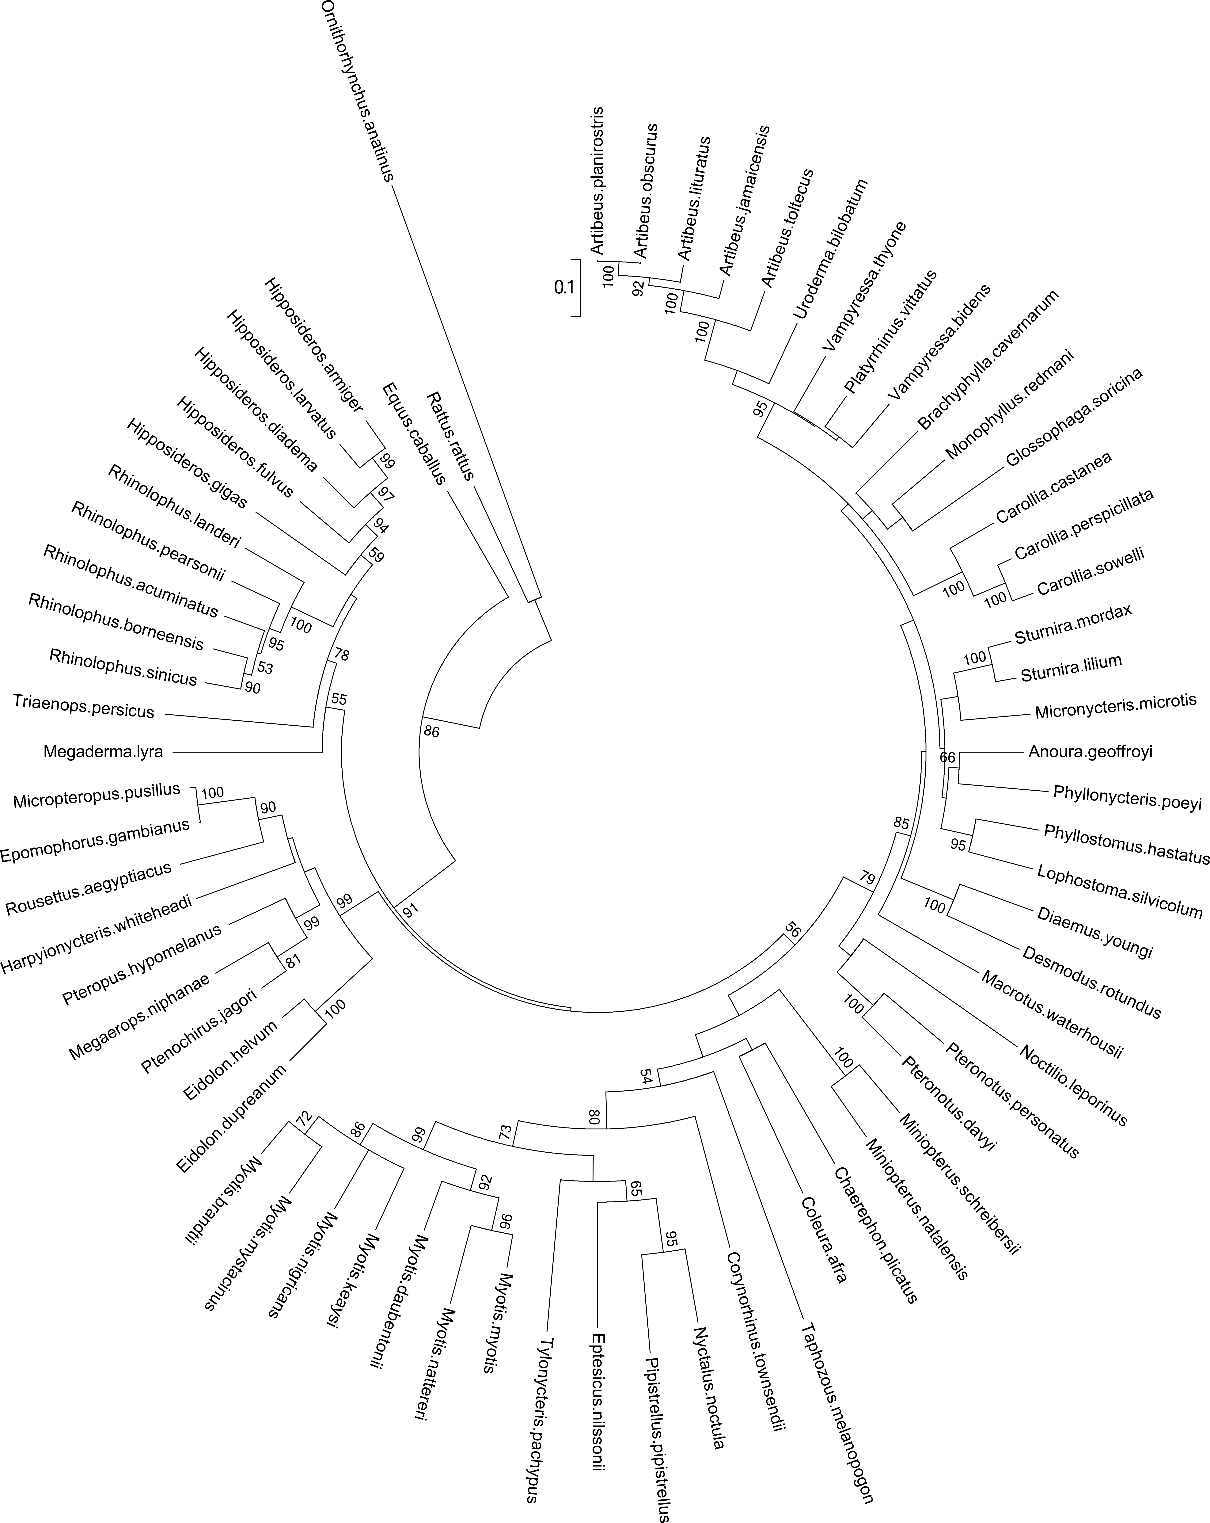 Ornithorhynchus.anatinus
Artibeus.planirostris
Artibeus.obscurus
Artibeus.lituratus
Artibeus.jamaicensis
Artibeus.toltecus
Uroderma.bilobatum
Vampyressa.thyone
Platyrrhinus.vittatus
Vampyressa.bidens
Brachyphylla.cavernarum
Monophyllus.redmani
Glossophaga.soricina
Carollia.castanea
Carollia.perspicillata
Carollia.sowelli
Sturnira.mordax
Sturnira.lilium
Micronycteris.microtis
Anoura.geoffroyi
Phyllonycteris.poeyi
Phyllostomus.hastatus
Lophostoma.silvicolum
Diaemus.youngi
Desmodus.rotundus
Macrotus.waterhousii
Noctilio.leporinus
Pteronotus.personatus
Pteronotus.davyi
Miniopterus.schreibersii
Miniopterus.natalensis
Chaerephon.plicatus
Coleura.afra
Taphozous.melanopogon
Corynorhinus.townsendii
Nyctalus.noctula
Pipistrellus.pipistrellus
Eptesicus.nilssonii
Tylonycteris.pachypus
Myotis.myotis
Myotis.nattereri
Myotis.daubentonii
Myotis.keaysi
Myotis.nigricans
Myotis.mystacinus
Myotis.brandtii
Eidolon.dupreanum
Eidolon.helvum
Ptenochirus.jagori
Megaerops.niphanae
Pteropus.hypomelanus
Harpyionycteris.whiteheadi
Rousettus.aegyptiacus
Epomophorus.gambianus
Micropteropus.pusillus
Megaderma.lyra
Triaenops.persicus
Rhinolophus.sinicus
Rhinolophus.borneensis
Rhinolophus.acuminatus
Rhinolophus.pearsonii
Rhinolophus.landeri
Hipposideros.gigas
Hipposideros.fulvus
Hipposideros.diadema
Hipposideros.larvatus
Hipposideros.armiger
Equus.caballus
Rattus.rattus
0.1
100
92
100
100
95
100
100
100
66
95
100
85
79
100
100
56
54
80
65
95
73
99
92
96
86
72
100
99
81
99
90
100
91
86
55
78
90
53
95
100
59
94
97
99